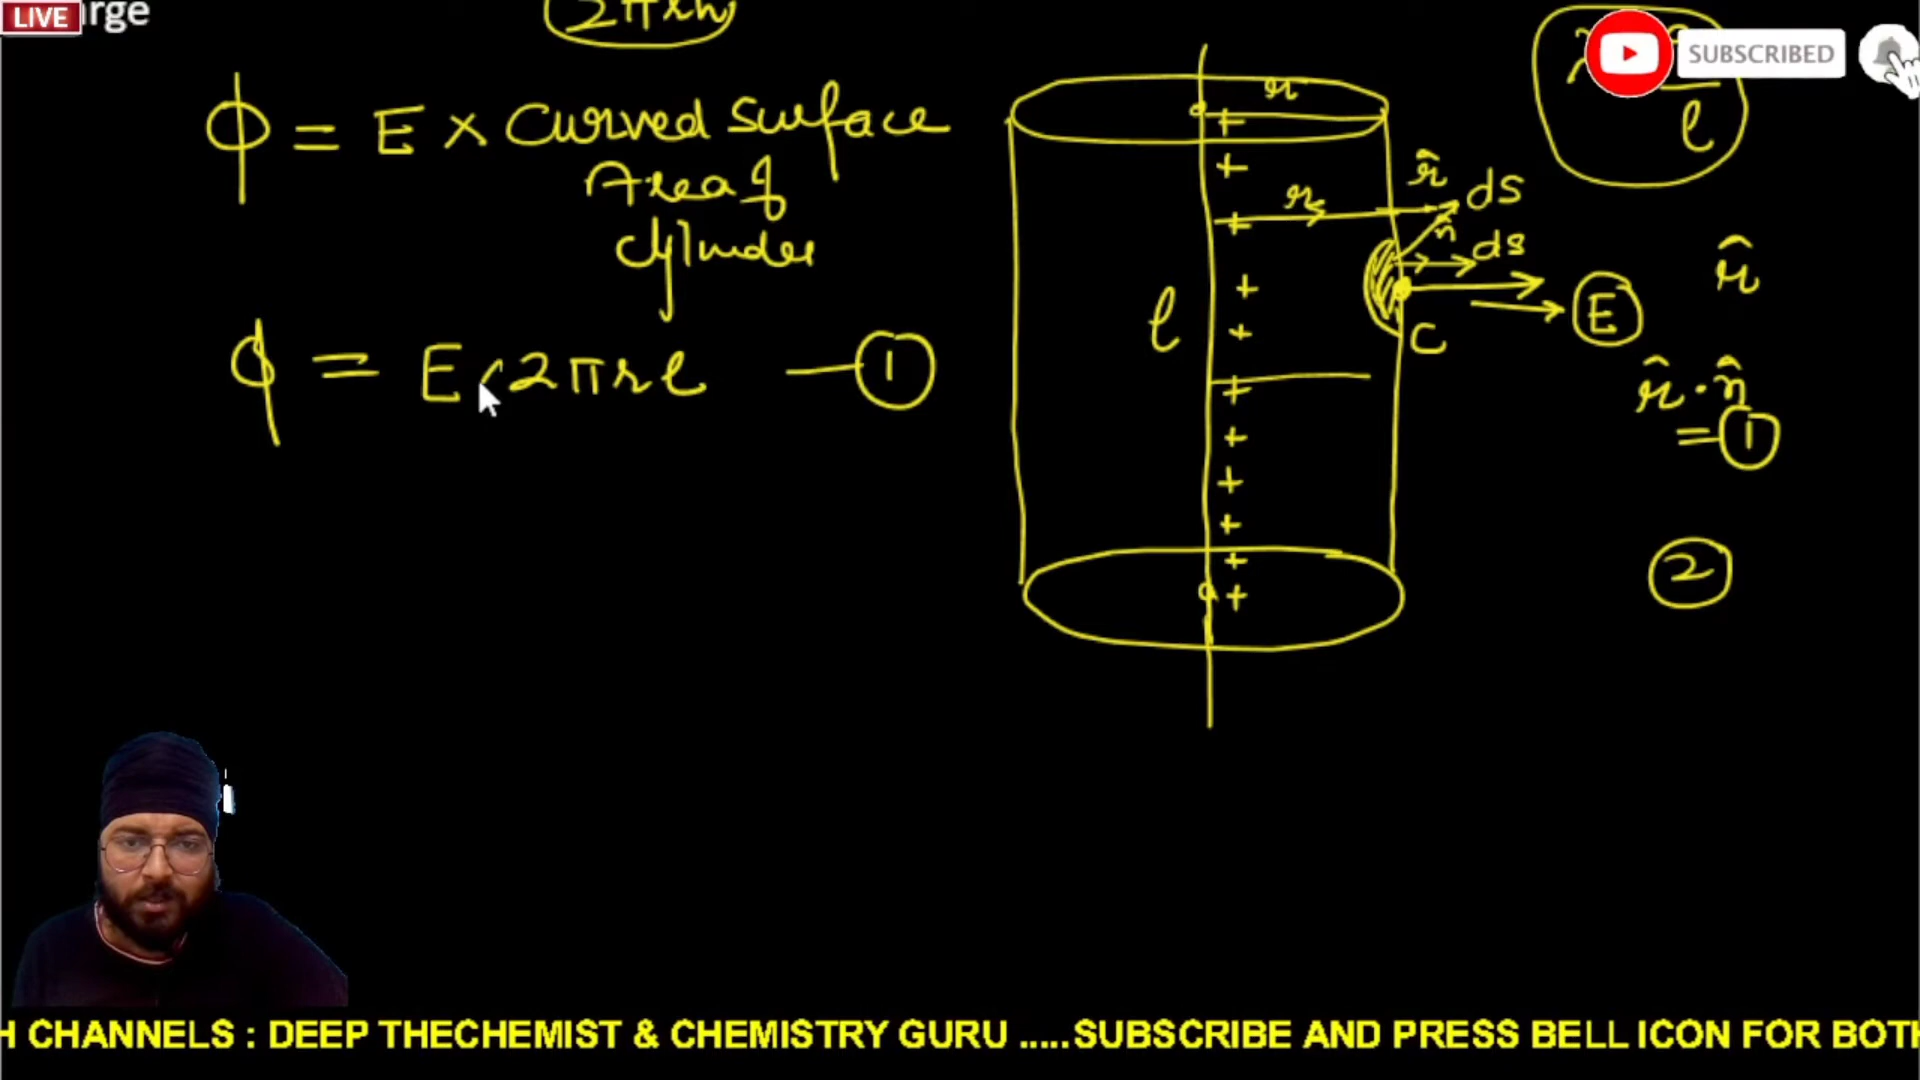 LIVE rge
2πrh
ϕ = E × Curved surface
Area of
Cylinder
ϕ = E × 2πrl — ①
r
r
r̂ ds
n̂ ds
E
C
l
l
r̂
r̂ · n̂
= ①
②
SUBSCRIBED
H CHANNELS : DEEP THECHEMIST & CHEMISTRY GURU .....SUBSCRIBE AND PRESS BELL ICON FOR BOTH